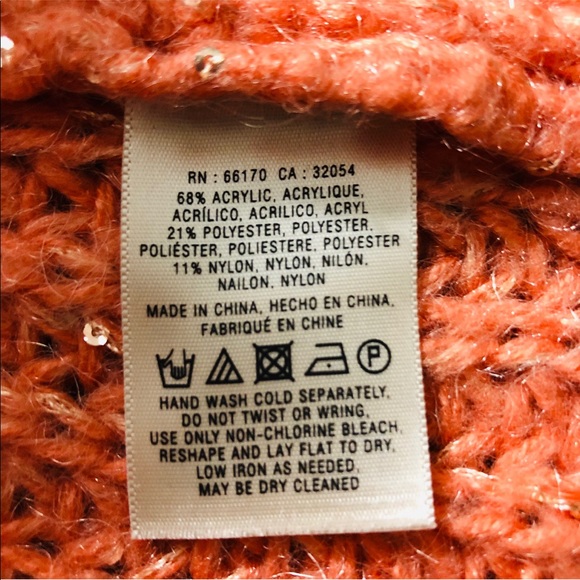 RN : 66170 CA : 32054
68% ACRYLIC, ACRYLIQUE,
ACRÍLICO, ACRILICO, ACRYL
21% POLYESTER, POLYESTER,
POLIÉSTER, POLIESTERE, POLYESTER
11% NYLON, NYLON, NILÓN,
NAILON, NYLON
MADE IN CHINA, HECHO EN CHINA,
FABRIQUÉ EN CHINE
P
HAND WASH COLD SEPARATELY,
DO NOT TWIST OR WRING,
USE ONLY NON-CHLORINE BLEACH,
RESHAPE AND LAY FLAT TO DRY,
LOW IRON AS NEEDED,
MAY BE DRY CLEANED